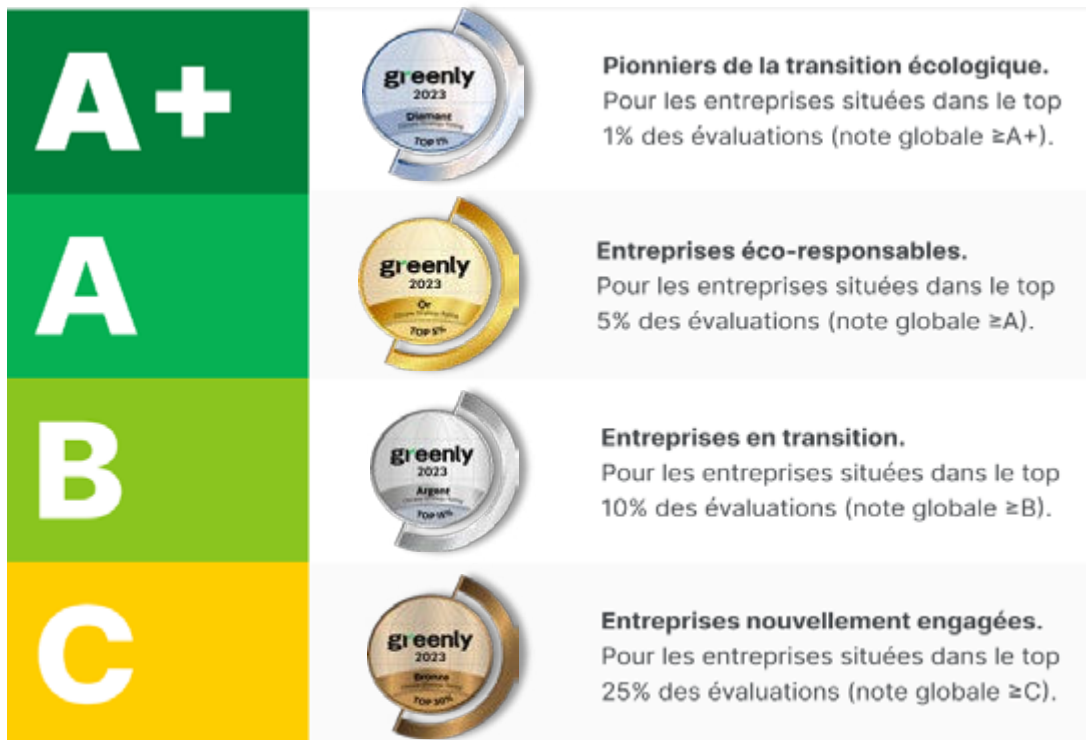 A+
greenly
2023
Diamant
TOP 1%
Pionniers de la transition écologique.
Pour les entreprises situées dans le top
1% des évaluations (note globale ≥A+).
A
greenly
2023
Or
TOP 5%
Entreprises éco-responsables.
Pour les entreprises situées dans le top
5% des évaluations (note globale ≥A).
B
greenly
2023
Argent
TOP
Entreprises en transition.
Pour les entreprises situées dans le top
10% des évaluations (note globale ≥B).
C
greenly
2023
Bronze
TOP
Entreprises nouvellement engagées.
Pour les entreprises situées dans le top
25% des évaluations (note globale ≥C).